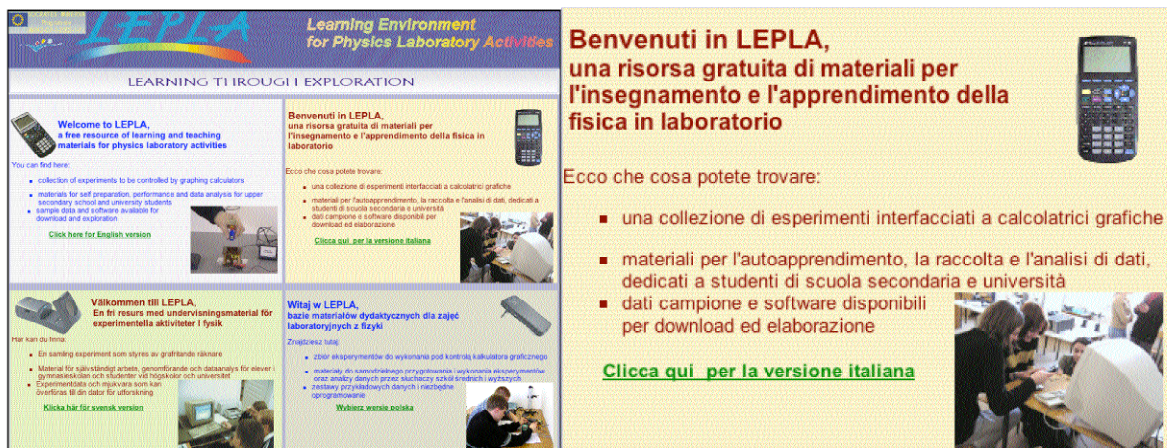 LEPLA
Learning Environment
for Physics Laboratory Activities
LEARNING THROUGH EXPLORATION
Welcome to LEPLA,
a free resource of learning and teaching
materials for physics laboratory activities
You can find here:
collection of experiments to be controlled by graphing calculators
materials for self preparation, performance and data analysis for upper
secondary school and university students
sample data and software available for
download and exploration
Click here for English version
Benvenuti in LEPLA,
una risorsa gratuita di materiali per
l'insegnamento e l'apprendimento della fisica in
laboratorio
Ecco che cosa potete trovare:
una collezione di esperimenti interfacciati a calcolatrici grafiche
materiali per l'autoapprendimento, la raccolta e l'analisi di dati, dedicati a
studenti di scuola secondaria e università
dati campione e software disponibili per
download ed elaborazione
Clicca qui per la versione italiana
Välkommen till LEPLA,
En fri resurs med undervisningsmaterial för
experimentella aktiviteter I fysik
Här kan du finna:
En samling experiment som styres av grafritande räknare
Material för självständigt arbete, genomförande och dataanalys för elever i
gymnasieskolan och studenter vid högskolor och universitet
Experimentdata och mjukvara som kan
överföras til din dator för utforskning
Klicka här för svensk version
Witaj w LEPLA,
bazie materiałów dydaktycznych dla zajęć
laboratoryjnych z fizyki
Znajdziesz tutaj:
zbiór eksperymentów do wykonania pod kontrolą kalkulatora graficznego
materiały do samodzielnego przygotowania i wykonania eksperymentów
oraz analizy danych przez słuchaczy szkół średnich i wyższych
zestawy przykładowych danych i niezbędne
oprogramowanie
Wybierz wersję polską
Benvenuti in LEPLA,
una risorsa gratuita di materiali per
l'insegnamento e l'apprendimento della
fisica in laboratorio
Ecco che cosa potete trovare:
una collezione di esperimenti interfacciati a calcolatrici grafiche
materiali per l'autoapprendimento, la raccolta e l'analisi di dati,
dedicati a studenti di scuola secondaria e università
dati campione e software disponibili
per download ed elaborazione
Clicca qui per la versione italiana